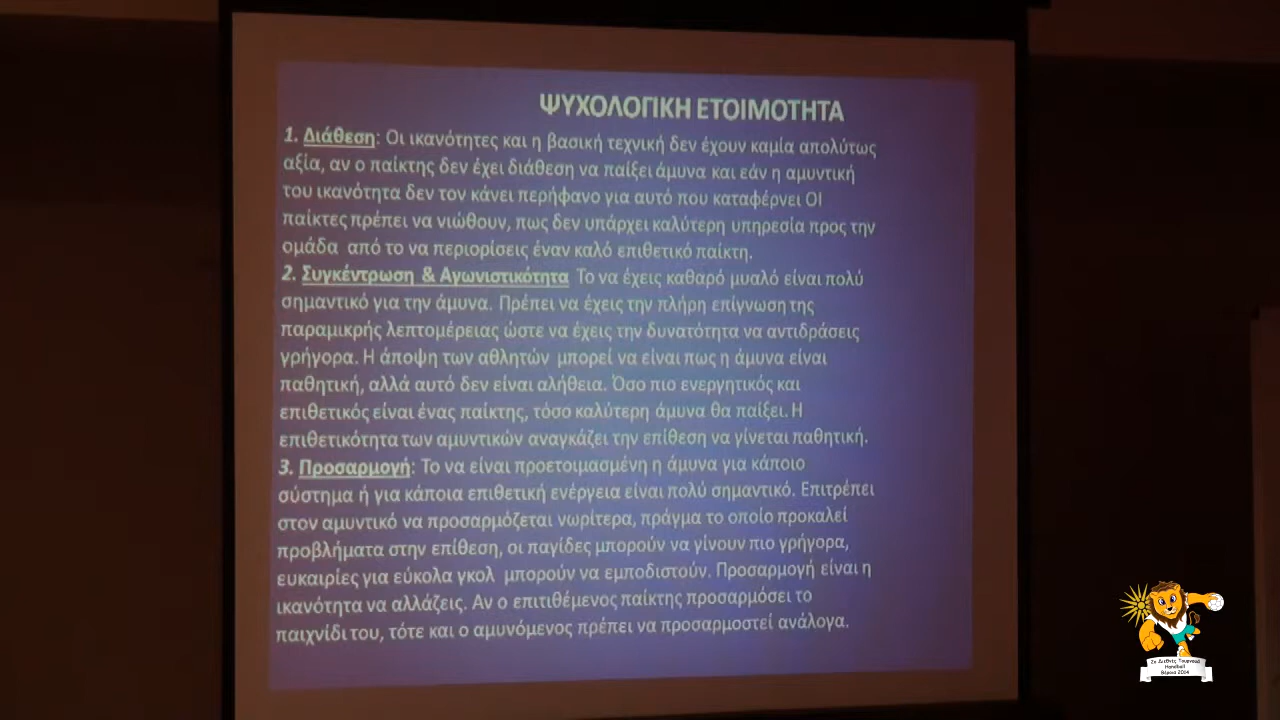 ΨΥΧΟΛΟΓΙΚΗ ΕΤΟΙΜΟΤΗΤΑ
1. Διάθεση: Οι ικανότητες και η βασική τεχνική δεν έχουν καμία απολύτως
αξία, αν ο παίκτης δεν έχει διάθεση να παίξει άμυνα και εάν η αμυντική
του ικανότητα δεν τον κάνει περήφανο για αυτό που καταφέρνει ΟΙ
παίκτες πρέπει να νιώθουν, πως δεν υπάρχει καλύτερη υπηρεσία προς την
ομάδα από το να περιορίσεις έναν καλό επιθετικό παίκτη.
2. Συγκέντρωση & Αγωνιστικότητα Το να έχεις καθαρό μυαλό είναι πολύ
σημαντικό για την άμυνα. Πρέπει να έχεις την πλήρη επίγνωση της
παραμικρής λεπτομέρειας ώστε να έχεις την δυνατότητα να αντιδράσεις
γρήγορα. Η άποψη των αθλητών μπορεί να είναι πως η άμυνα είναι
παθητική, αλλά αυτό δεν είναι αλήθεια. Όσο πιο ενεργητικός και
επιθετικός είναι ένας παίκτης, τόσο καλύτερη άμυνα θα παίξει. Η
επιθετικότητα των αμυντικών αναγκάζει την επίθεση να γίνεται παθητική.
3. Προσαρμογή: Το να είναι προετοιμασμένη η άμυνα για κάποιο
σύστημα ή για κάποια επιθετική ενέργεια είναι πολύ σημαντικό. Επιτρέπει
στον αμυντικό να προσαρμόζεται νωρίτερα, πράγμα το οποίο προκαλεί
προβλήματα στην επίθεση, οι παγίδες μπορούν να γίνουν πιο γρήγορα,
ευκαιρίες για εύκολα γκολ μπορούν να εμποδιστούν. Προσαρμογή είναι η
ικανότητα να αλλάζεις. Αν ο επιτιθέμενος παίκτης προσαρμόσει το
παιχνίδι του, τότε και ο αμυνόμενος πρέπει να προσαρμοστεί ανάλογα.
2ο Διεθνές Τουρνουά
Handball
Βέροια 2014